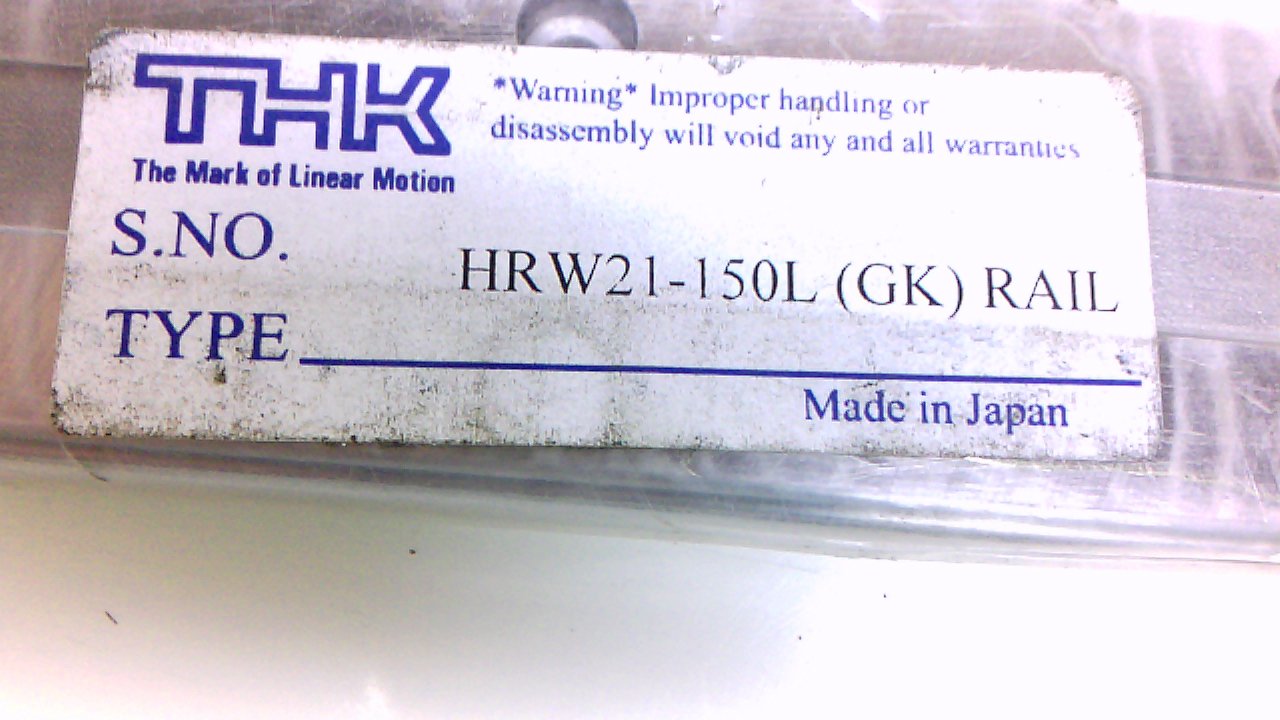 THK
*Warning* Improper handling or
disassembly will void any and all warranties
The Mark of Linear Motion
S.NO.
HRW21-150L (GK) RAIL
TYPE
Made in Japan